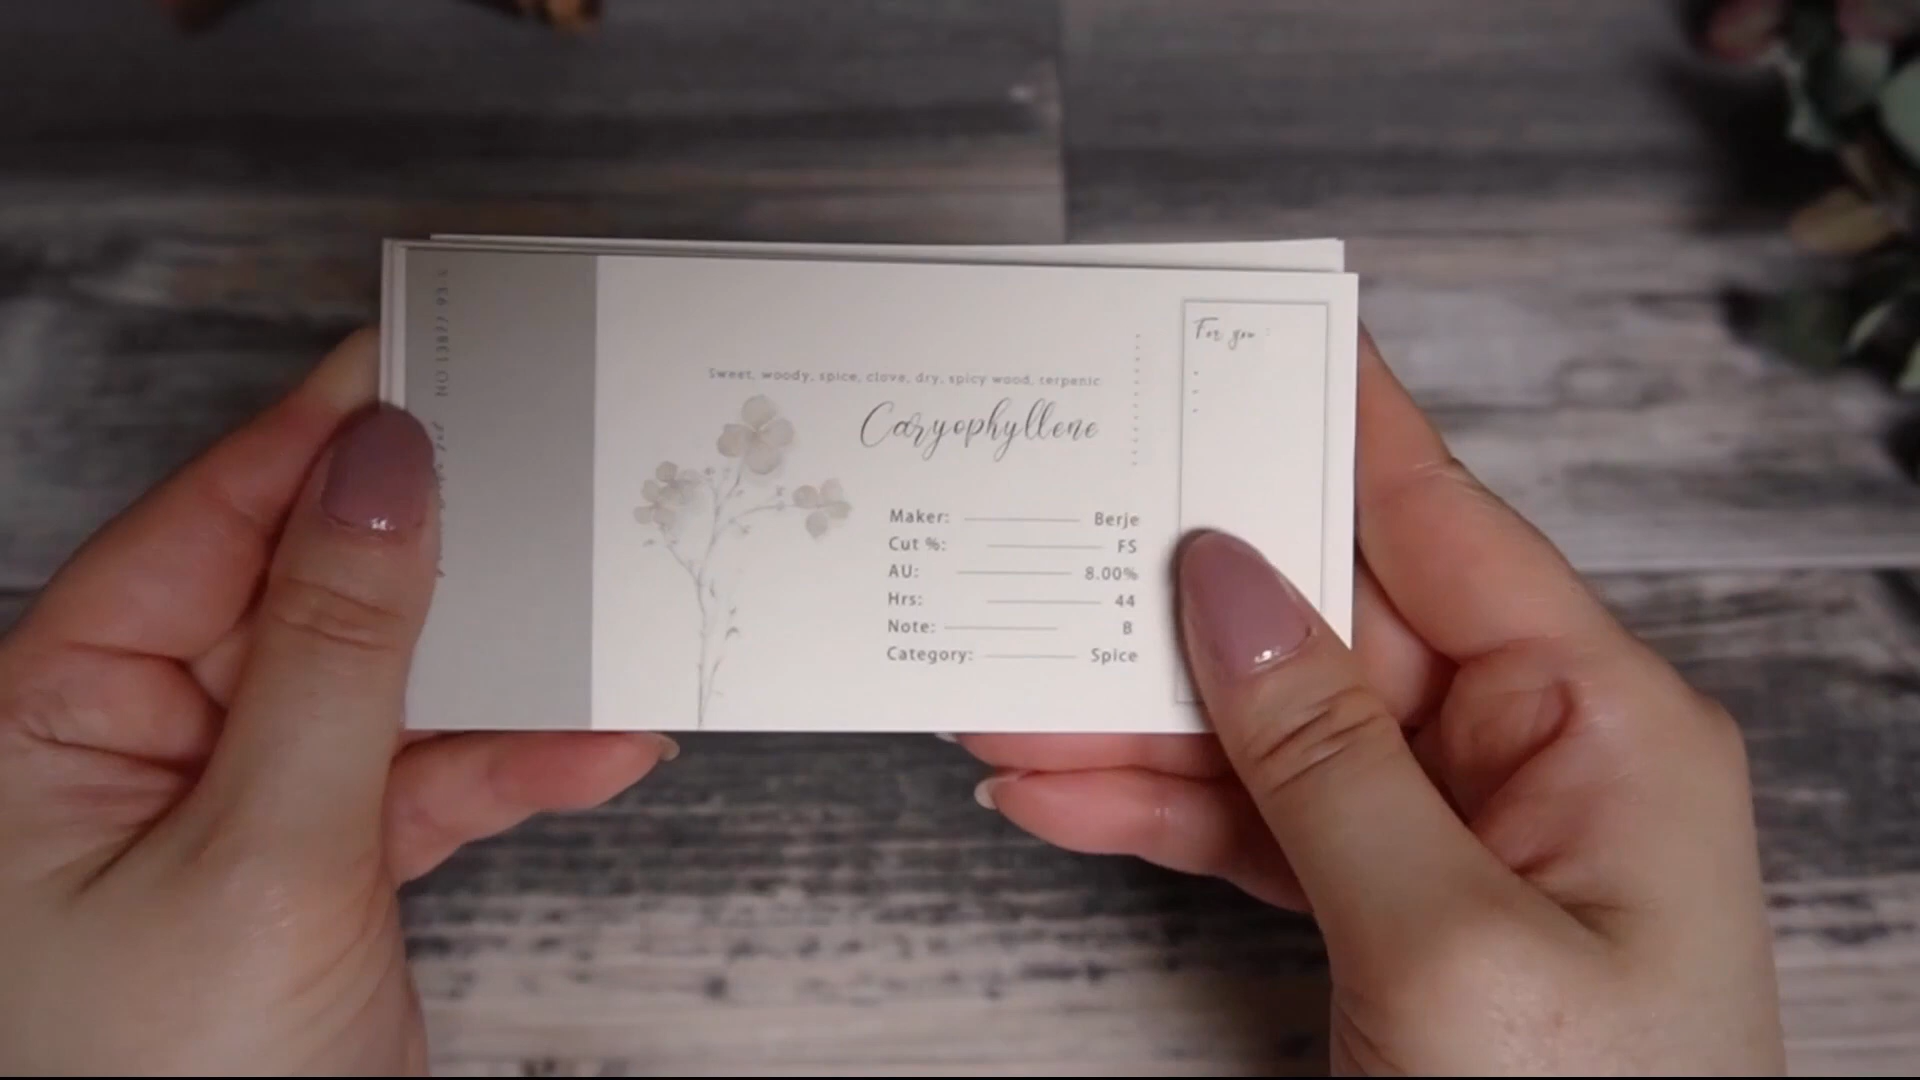 Sweet, woody, spice, clove, dry, spicy wood, terpenic
Caryophyllene
Maker: Berje
Cut %: FS
AU: 8.00%
Hrs: 44
Note: B
Category: Spice
For you :